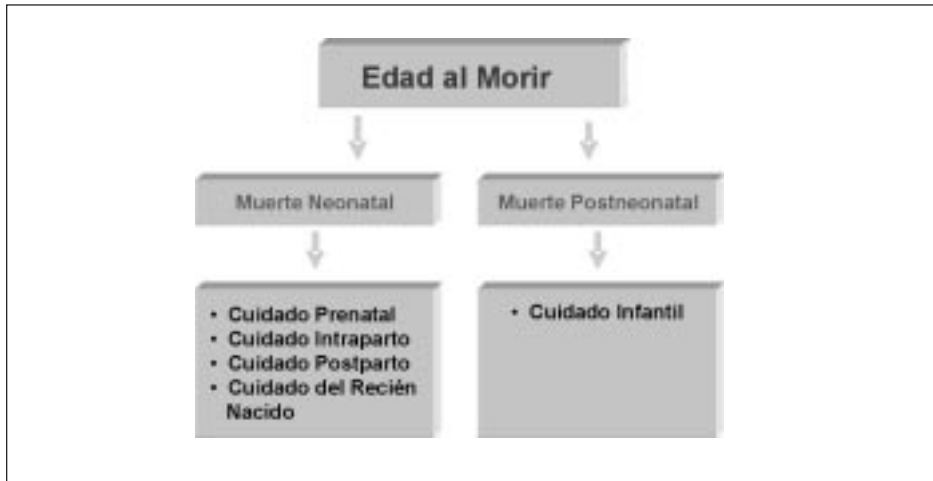 Edad al Morir
Muerte Neonatal
Muerte Postneonatal
• Cuidado Prenatal
• Cuidado Intraparto
• Cuidado Postparto
• Cuidado del Recién
Nacido
• Cuidado Infantil